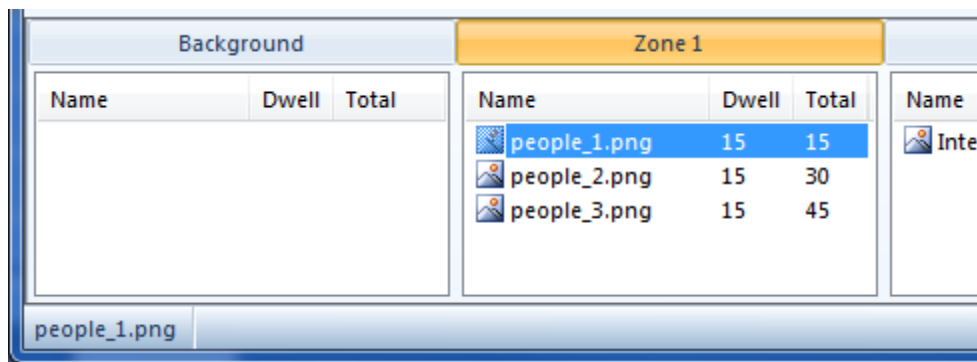 Background
Zone 1
Name Dwell Total
Name Dwell Total
Name
people_1.png 15 15
Inte
people_2.png 15 30
people_3.png 15 45
people_1.png